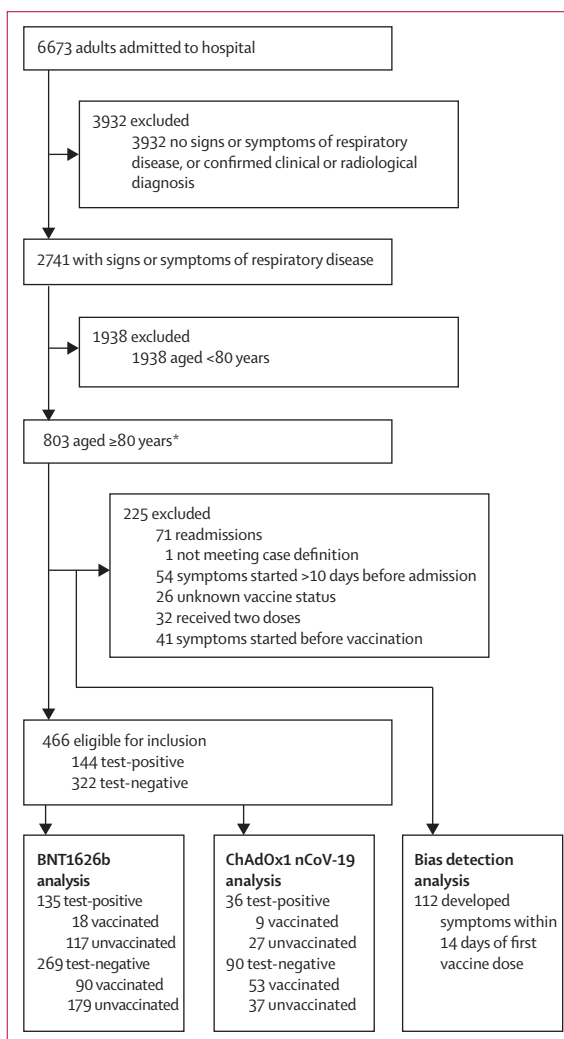 6673 adults admitted to hospital
3932 excluded
3932 no signs or symptoms of respiratory
disease, or confirmed clinical or radiological
diagnosis
2741 with signs or symptoms of respiratory disease
1938 excluded
1938 aged <80 years
803 aged ≥80 years*
225 excluded
71 readmissions
1 not meeting case definition
54 symptoms started >10 days before admission
26 unknown vaccine status
32 received two doses
41 symptoms started before vaccination
466 eligible for inclusion
144 test-positive
322 test-negative
BNT1626b
analysis
135 test-positive
18 vaccinated
117 unvaccinated
269 test-negative
90 vaccinated
179 unvaccinated
ChAdOx1 nCoV-19
analysis
36 test-positive
9 vaccinated
27 unvaccinated
90 test-negative
53 vaccinated
37 unvaccinated
Bias detection
analysis
112 developed
symptoms within
14 days of first
vaccine dose